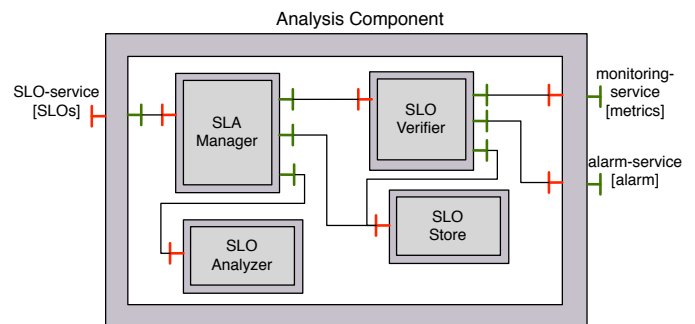 Analysis Component
SLO-service
[SLOs]
SLA
Manager
SLO
Verifier
monitoring-
service
[metrics]
alarm-service
[alarm]
SLO
Analyzer
SLO
Store